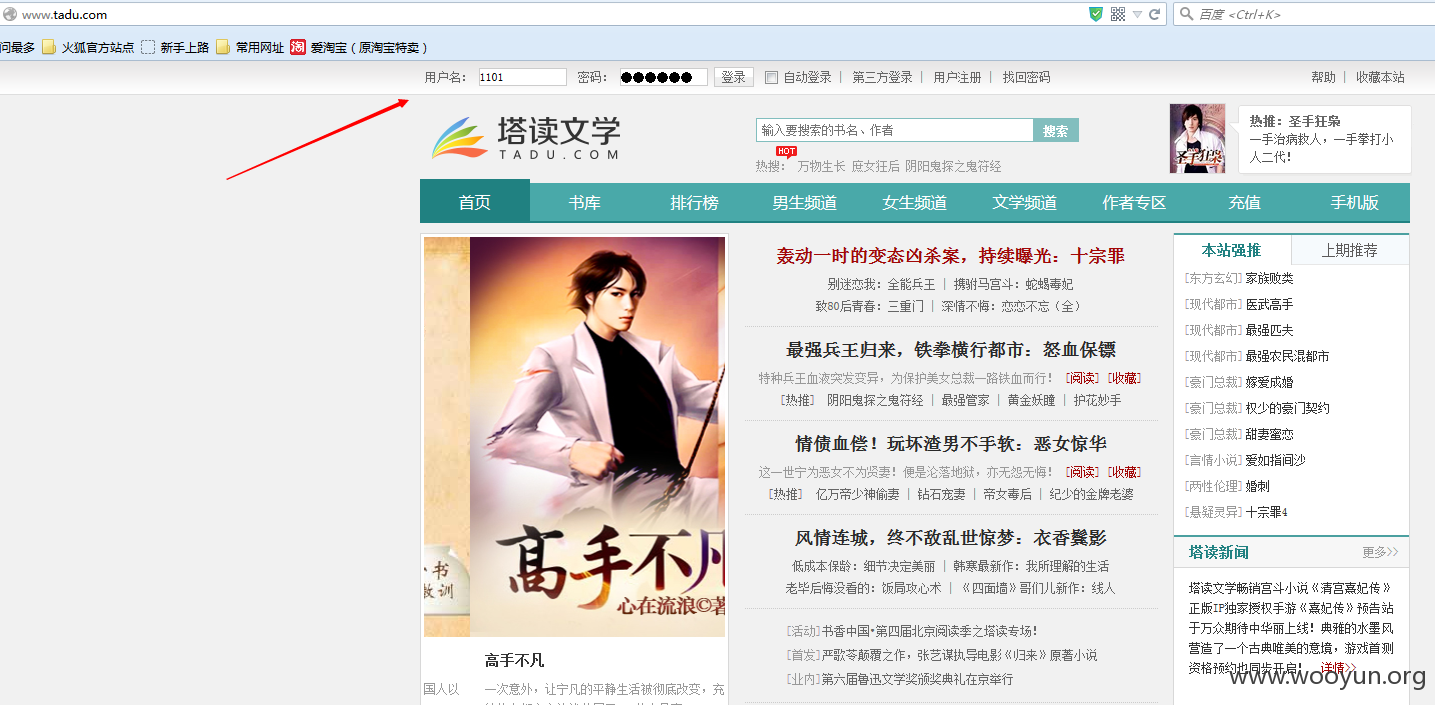 www.tadu.com
百度 <Ctrl+K>
问最多 火狐官方站点 新手上路 常用网址 淘 爱淘宝（原淘宝特卖）
用户名： 1101 密码： ●●●●●● 登录 自动登录 | 第三方登录 | 用户注册 | 找回密码 帮助 | 收藏本站
塔读文学
TADU.COM
输入要搜索的书名、作者 搜索
HOT
热搜： 万物生长 庶女狂后 阴阳鬼探之鬼符经
圣手狂枭
热推：圣手狂枭
一手治病救人，一手拳打小
人二代！
首页 书库 排行榜 男生频道 女生频道 文学频道 作者专区 充值 手机版
高手不凡
心在流浪©著
书
教训
高手不凡
国人以
一次意外，让宁凡的平静生活被彻底改变，充
轰动一时的变态凶杀案，持续曝光：十宗罪
别迷恋我：全能兵王 | 携驸马宫斗：蛇蝎毒妃
致80后青春：三重门 | 深情不悔：恋恋不忘（全）
最强兵王归来，铁拳横行都市：怒血保镖
特种兵王血液突发变异，为保护美女总裁一路铁血而行！ [阅读] [收藏]
[热推] 阴阳鬼探之鬼符经 | 最强管家 | 黄金妖瞳 | 护花妙手
情债血偿！玩坏渣男不手软：恶女惊华
这一世宁为恶女不为贤妻！便是沦落地狱，亦无怨无悔！ [阅读] [收藏]
[热推] 亿万帝少神偷妻 | 钻石宠妻 | 帝女毒后 | 纪少的金牌老婆
风情连城，终不敌乱世惊梦：衣香鬓影
低成本保龄：细节决定美丽 | 韩寒最新作：我所理解的生活
老毕后悔没看的：饭局攻心术 | 《四面墙》哥们儿新作：线人
[活动]书香中国·第四届北京阅读季之塔读专场！
[首发]严歌苓颠覆之作，张艺谋执导电影《归来》原著小说
[业内]第六届鲁迅文学奖颁奖典礼在京举行
本站强推 上期推荐
[东方玄幻] 家族败类
[现代都市] 医武高手
[现代都市] 最强匹夫
[现代都市] 最强农民混都市
[豪门总裁] 嫁爱成婚
[豪门总裁] 权少的豪门契约
[豪门总裁] 甜妻蜜恋
[言情小说] 爱如指间沙
[两性伦理] 婚刺
[悬疑灵异] 十宗罪4
塔读新闻 更多>>
塔读文学畅销宫斗小说《清宫熹妃传》
正版IP独家授权手游《熹妃传》预告站
于万众期待中华丽上线！典雅的水墨风
营造了一个古典唯美的意境，游戏首测
资格预约也同步开启！ 详情>>
www.wooyun.org